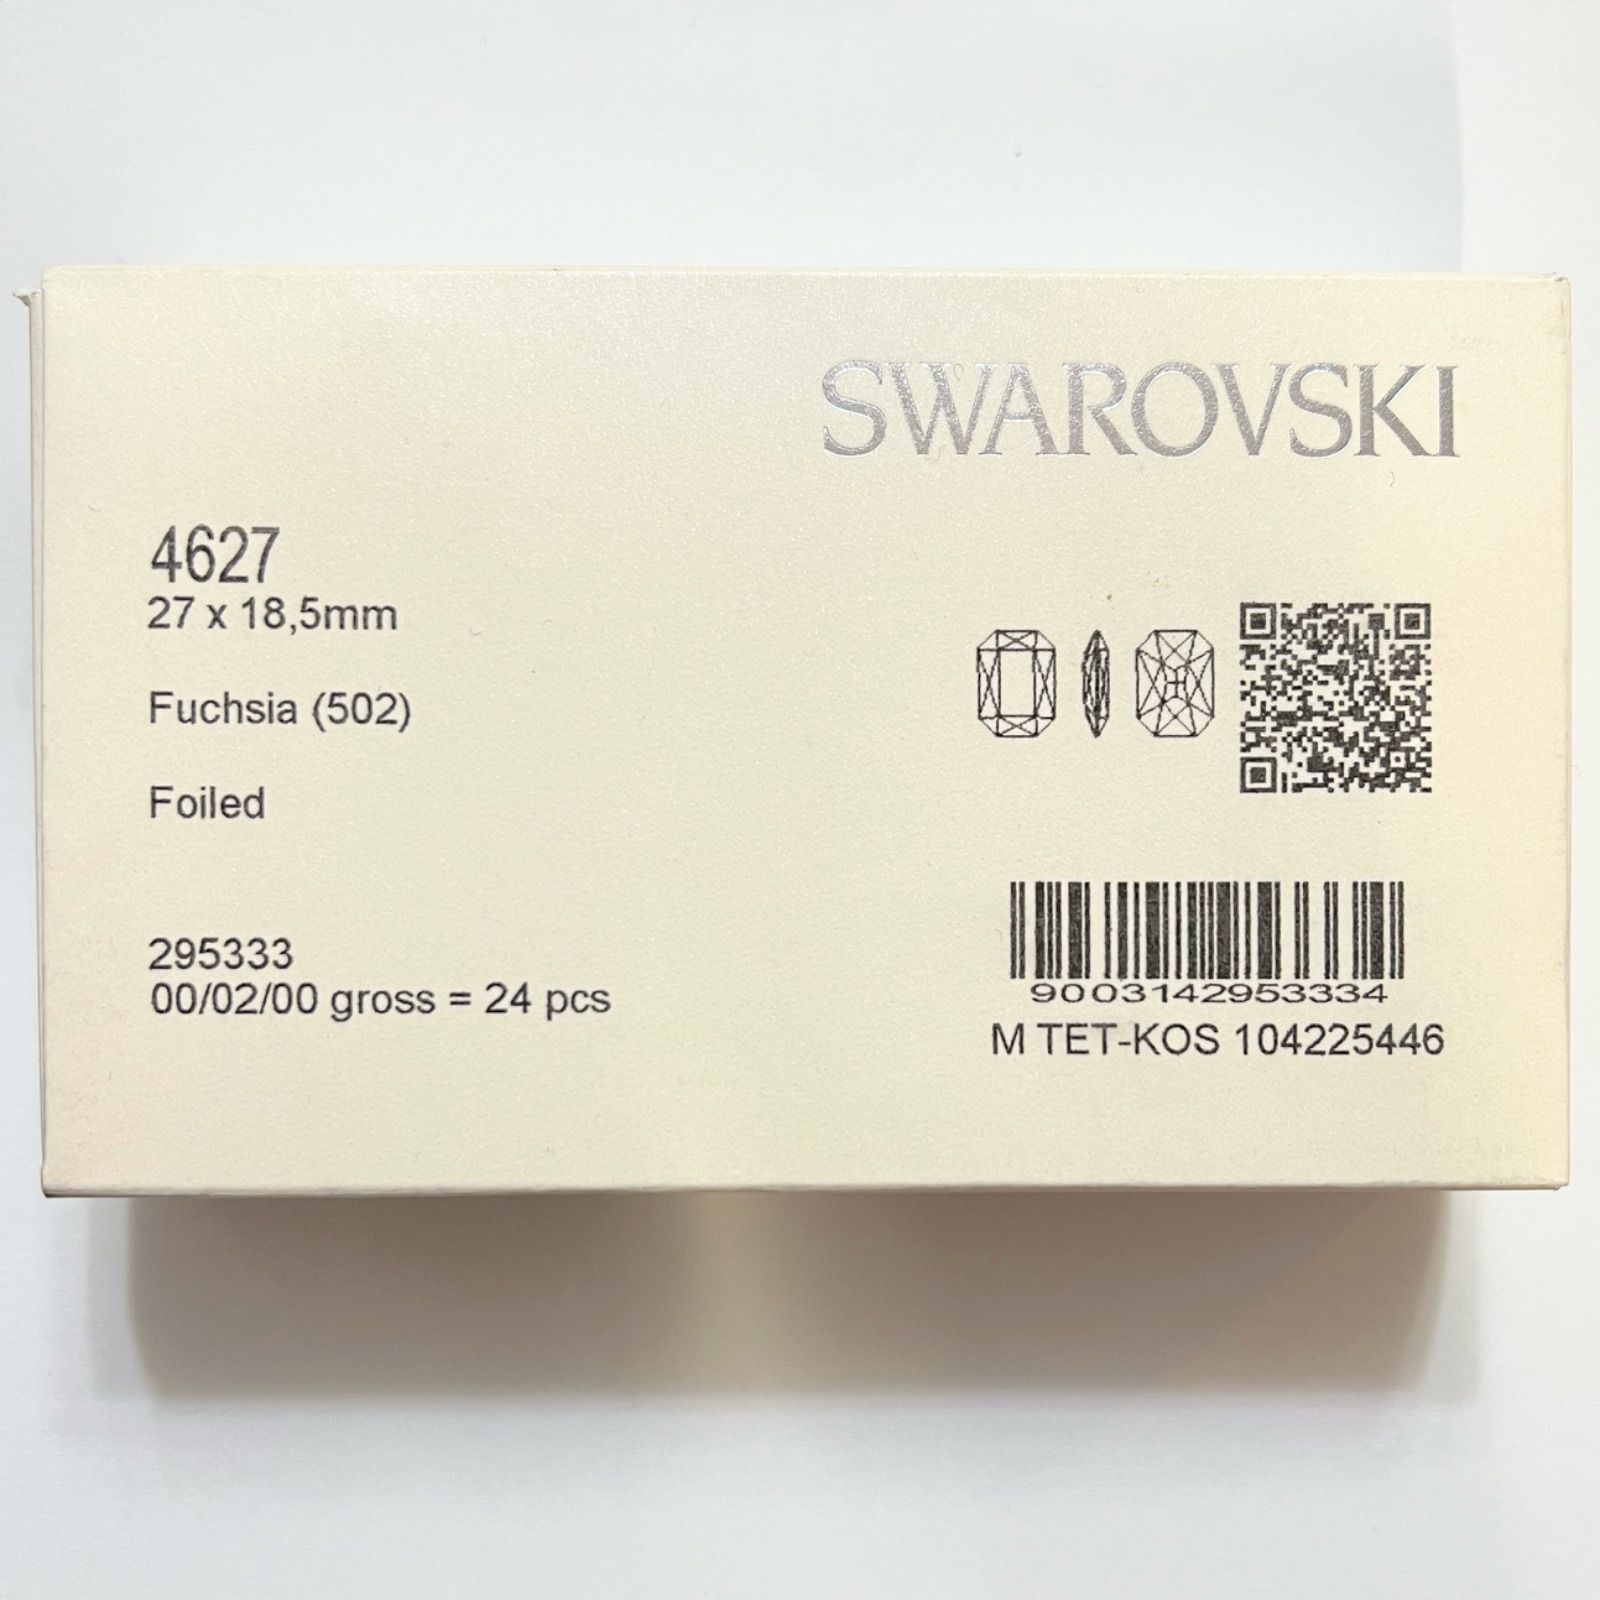 SWAROVSKI
4627
27 x 18,5mm
Fuchsia (502)
Foiled
295333
00/02/00 gross = 24 pcs
9003142953334
M TET-KOS 104225446